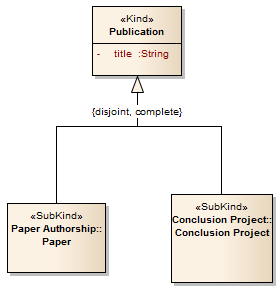 «Kind»
Publication
- title :String
{disjoint, complete}
«SubKind»
Paper Authorship::
Paper
«SubKind»
Conclusion Project::
Conclusion Project